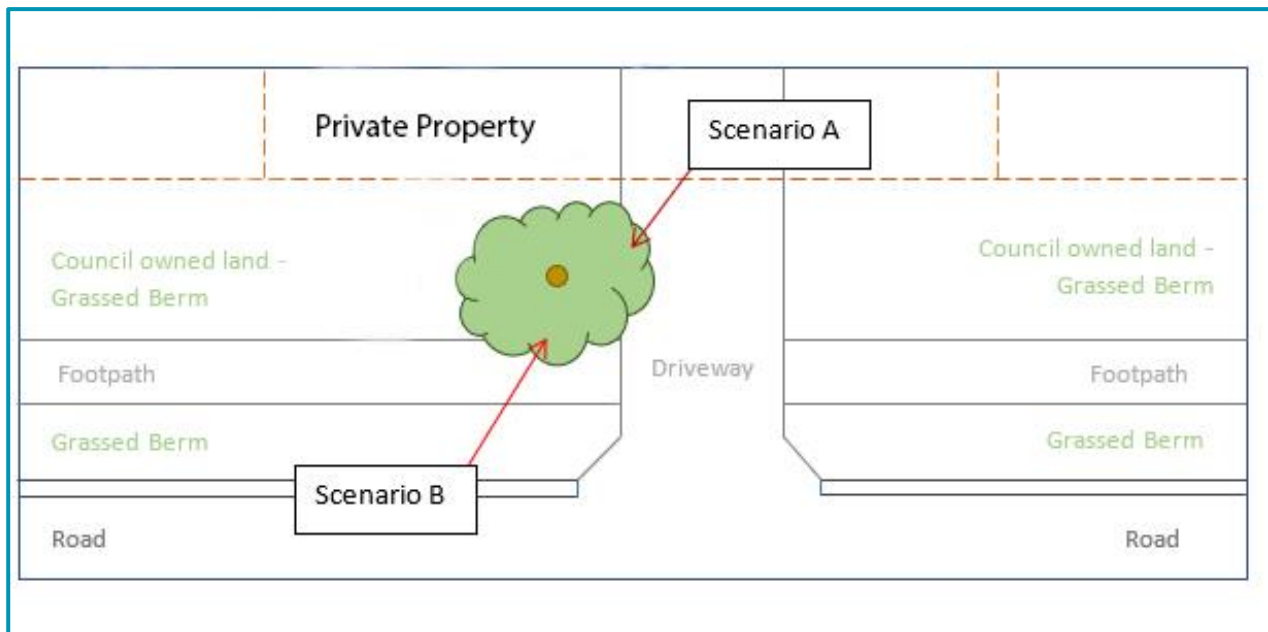 Private Property
Scenario A
Council owned land -
Grassed Berm
Council owned land -
Grassed Berm
Footpath
Driveway
Footpath
Grassed Berm
Grassed Berm
Scenario B
Road
Road